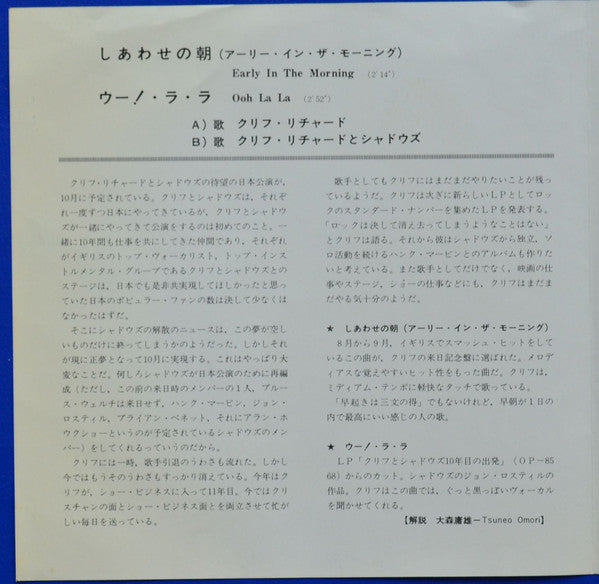 しあわせの朝(アーリー・イン・ザ・モーニング)
Early In The Morning (2'14")
ウー!・ラ・ラ Ooh La La (2'52")
A)歌 クリフ・リチャード
B)歌 クリフ・リチャードとシャドウズ
クリフ・リチャードとシャドウズの待望の日本公演が、
10月に予定されている。クリフとシャドウズは、それぞ
れ一度ずつ日本にやってきているが、クリフとシャドウ
ズが一緒にやってきて公演をするのは初めてのこと。一
緒に10年間も仕事を共にしてきた仲間であり、それぞれ
がイギリスのトップ・ヴォーカリスト、トップ・インス
トルメンタル・グループであるクリフとシャドウズとの
ステージは、日本でも是非共実現してほしかったと思っ
ていた日本のポピュラー・ファンの数は決して少なくは
なかったはずだ。
そこにシャドウズの解散のニュースは、この夢が空し
いものだけに終ってしまうかのようだった。しかしそれ
が現に正夢となって10月に実現する。これはやっぱり大
変なことだ。何しろシャドウズが日本公演のために再編
成(ただし、この前の来日時のメンバーの1人、ブルー
ス・ウェルチは来日せず、ハンク・マービン、ジョン・
ロスティル、ブライアン・ベネット、それにアラン・ホ
ウクショーというのが予定されているシャドウズのメン
バー)をしてくれるっていうのだから。
クリフには一時、歌手引退のうわさも流れた。しかし
今ではもうそのうわさもすっかり消えている。今年はク
リフが、ショー・ビジネスに入って11年目。今ではクリ
スチャンの面とショー・ビジネス面とを両立させて忙が
しい毎日を送っている。
歌手としてもクリフにはまだまだやりたいことが残っ
ているようだ。クリフは次ぎに新らしいLPとしてロッ
クのスタンダード・ナンバーを集めたLPを発表する。
「ロックは決して消え去ってしまうようなことはない」
とクリフは語る。それから彼はシャドウズから独立、ソ
ロ活動を続けるハンク・マービンとのアルバムも作りた
いと考えている。また歌手としてだけでなく、映画の仕
事やステージ、ショーの仕事などにも、クリフはまだま
だやる気十分のようだ。
★ しあわせの朝(アーリー・イン・ザ・モーニング)
8月から9月、イギリスでスマッシュ・ヒットをして
いるこの曲が、クリフの来日記念盤に選ばれた。メロデ
ィアスな覚えやすいヒット性をもった曲だ。クリフは、
ミディアム・テンポに軽快なタッチで歌っている。
「早起きは三文の得」でもないけれど、早朝が1日の
内で最高にいい感じの人の歌。
★ ウー!・ラ・ラ
LP「クリフとシャドウズ10年目の出発」(OP-85
68)からのカット。シャドウズのジョン・ロスティルの
作品。クリフはこの曲では、ぐっと黒っぽいヴォーカル
を聞かせてくれる。
【解説 大森庸雄-Tsuneo Omori】